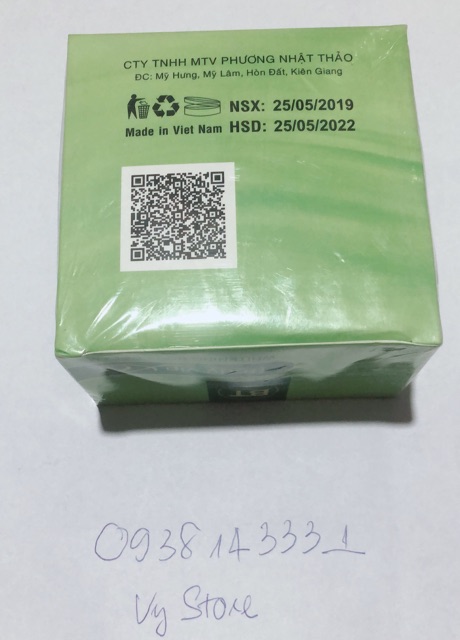 CTY TNHH MTV PHƯƠNG NHẬT THẢO
ĐC: Mỹ Hưng, Mỹ Lâm, Hòn Đất, Kiên Giang
NSX: 25/05/2019
Made in Viet Nam HSD: 25/05/2022
0938143331
Vy Store